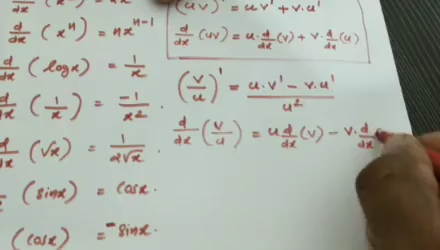 (uv)' = u.v' + v.u'
d/dx (x^n) = nx^(n-1)
d/dx (uv) = u. d/dx (v) + v. d/dx (u)
d/dx (logx) = 1/x
(v/u)' = (u.v' - v.u')/u²
d/dx (1/x) = -1/x².
d/dx (v/u) = u d/dx (v) - v. d/dx
d/dx (√x) = 1/2√x.
(sinx) = cosx.
(cosx) = -sinx.